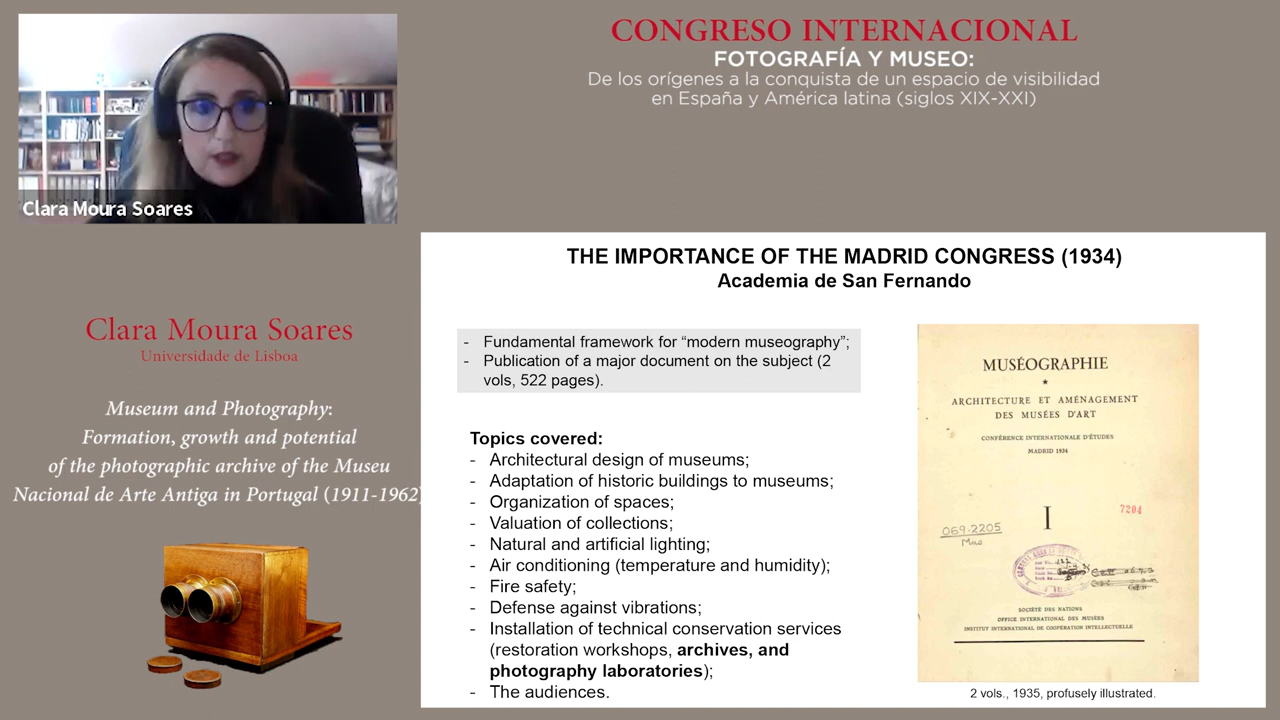 CONGRESO INTERNACIONAL
FOTOGRAFÍA Y MUSEO:
De los orígenes a la conquista de un espacio de visibilidad
en España y América latina (siglos XIX-XXI)
Clara Moura Soares
Clara Moura Soares
Universidade de Lisboa
Museum and Photography:
Formation, growth and potential
of the photographic archive of the Museu
Nacional de Arte Antiga in Portugal (1911-1962)
THE IMPORTANCE OF THE MADRID CONGRESS (1934)
Academia de San Fernando
- Fundamental framework for “modern museography”;
- Publication of a major document on the subject (2
vols, 522 pages).
Topics covered:
- Architectural design of museums;
- Adaptation of historic buildings to museums;
- Organization of spaces;
- Valuation of collections;
- Natural and artificial lighting;
- Air conditioning (temperature and humidity);
- Fire safety;
- Defense against vibrations;
- Installation of technical conservation services
(restoration workshops, archives, and
photography laboratories);
- The audiences.
MUSÉOGRAPHIE
ARCHITECTURE ET AMÉNAGEMENT
DES MUSÉES D'ART
CONFÉRENCE INTERNATIONALE D'ÉTUDES
MADRID 1934
I
7204
069.2205
Mus
SOCIÉTÉ DES NATIONS
OFFICE INTERNATIONAL DES MUSÉES
INSTITUT INTERNATIONAL DE COOPÉRATION INTELLECTUELLE
2 vols., 1935, profusely illustrated.